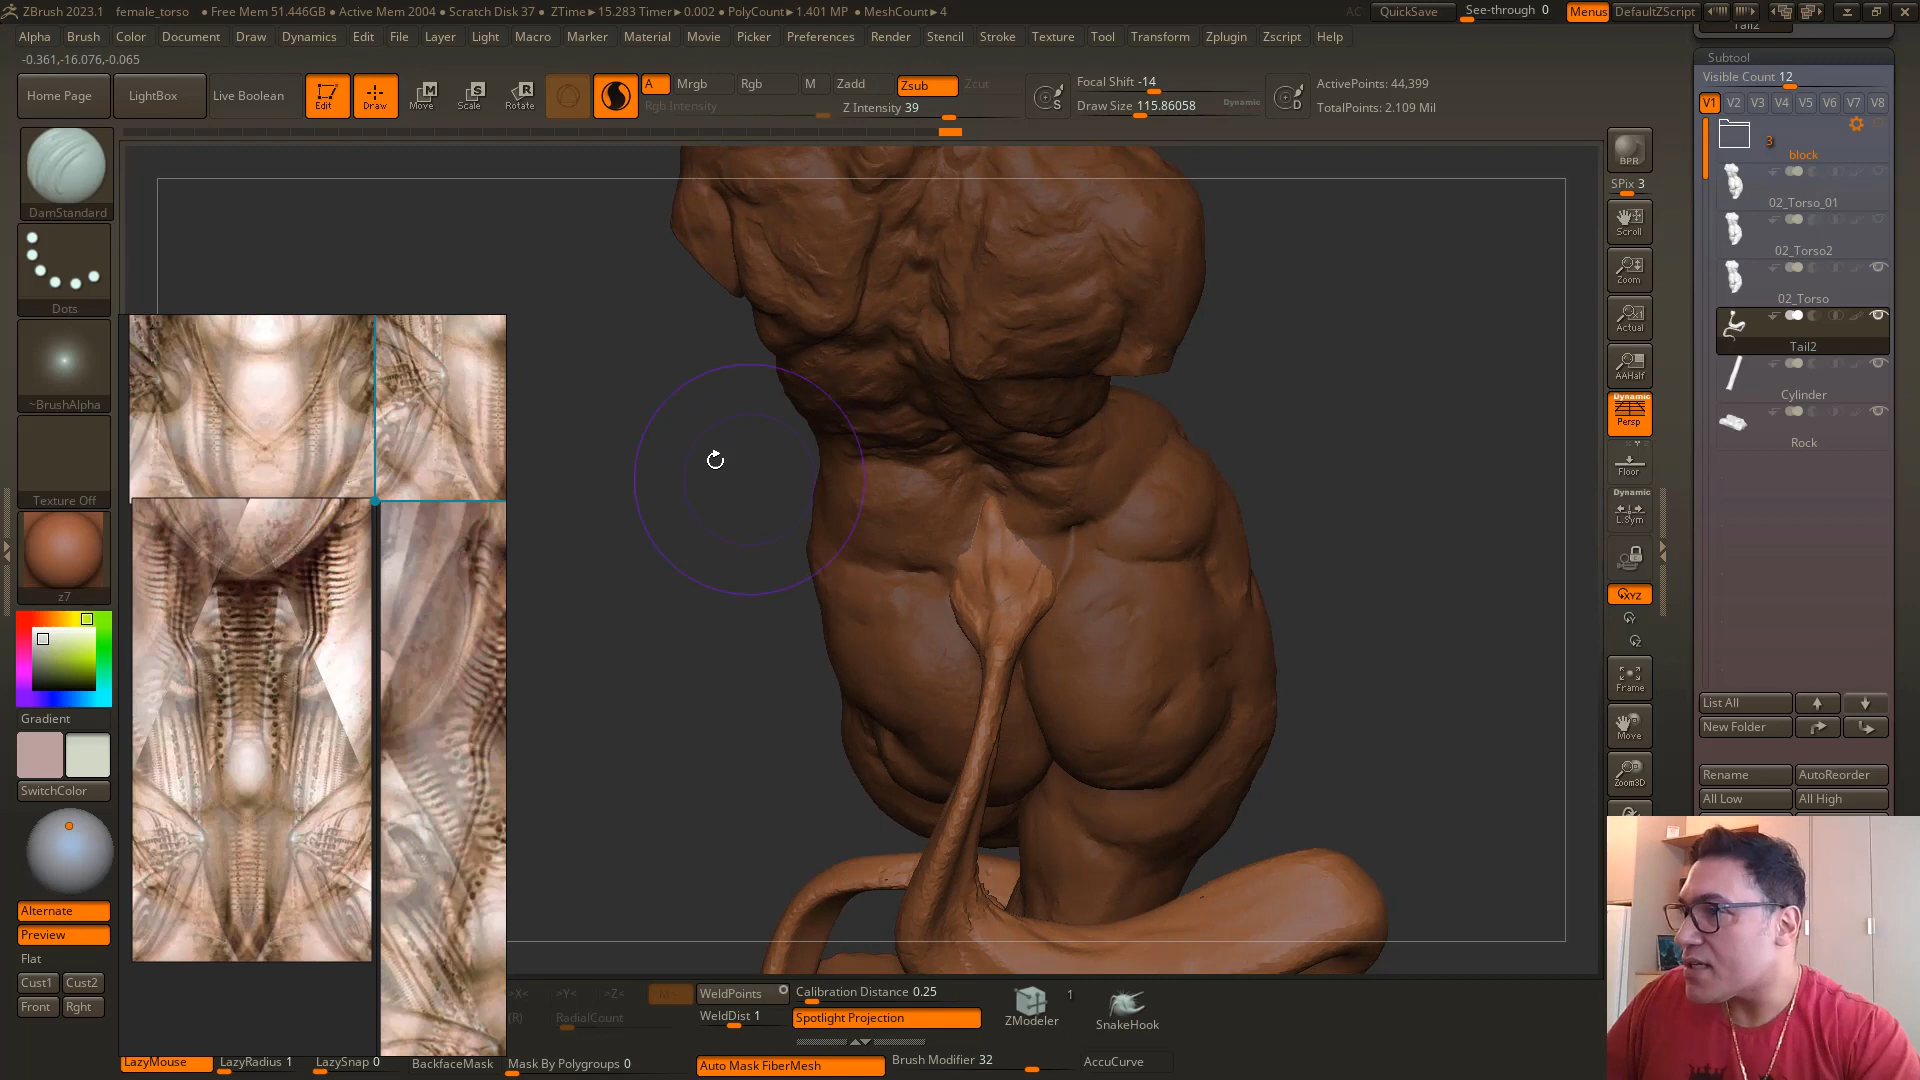 ZBrush 2023.1 female_torso ● Free Mem 51.446GB ● Active Mem 2004 ● Scratch Disk 37 ● ZTime►15.283 Timer►0.002 ● PolyCount►1.401 MP ● MeshCount►4
AC QuickSave See-through 0 Menus DefaultZScript
Alpha Brush Color Document Draw Dynamics Edit File Layer Light Macro Marker Material Movie Picker Preferences Render Stencil Stroke Texture Tool Transform Zplugin Zscript Help
-0.361,-16.076,-0.065
Home Page LightBox Live Boolean
Edit Draw Move Scale Rotate
A Mrgb Rgb M Zadd Zsub Zcut
Rgb Intensity Z Intensity 39
S
Focal Shift -14
Draw Size 115.86058 Dynamic
D
ActivePoints: 44,399
TotalPoints: 2.109 Mil
DamStandard
Dots
~BrushAlpha
Texture Off
z7
Gradient
SwitchColor
Alternate
Preview
Flat
Cust1 Cust2
Front Rght
BPR
SPix 3
Scroll
Zoom
Actual
AAHalf
Dynamic
Persp
Floor
Dynamic
L.Sym
XYZ
Frame
Move
Zoom3D
Tail2
Subtool
Visible Count 12
V1 V2 V3 V4 V5 V6 V7 V8
3
block
02_Torso_01
02_Torso2
02_Torso
Tail2
Cylinder
Rock
List All
New Folder
Rename AutoReorder
All Low All High
>X< >Y< >Z< >M<
(R) RadialCount
WeldPoints
WeldDist 1
Calibration Distance 0.25
Spotlight Projection
ZModeler
1
SnakeHook
LazyMouse LazyRadius 1 LazySnap 0 BackfaceMask Mask By Polygroups 0 Auto Mask FiberMesh Brush Modifier 32 AccuCurve